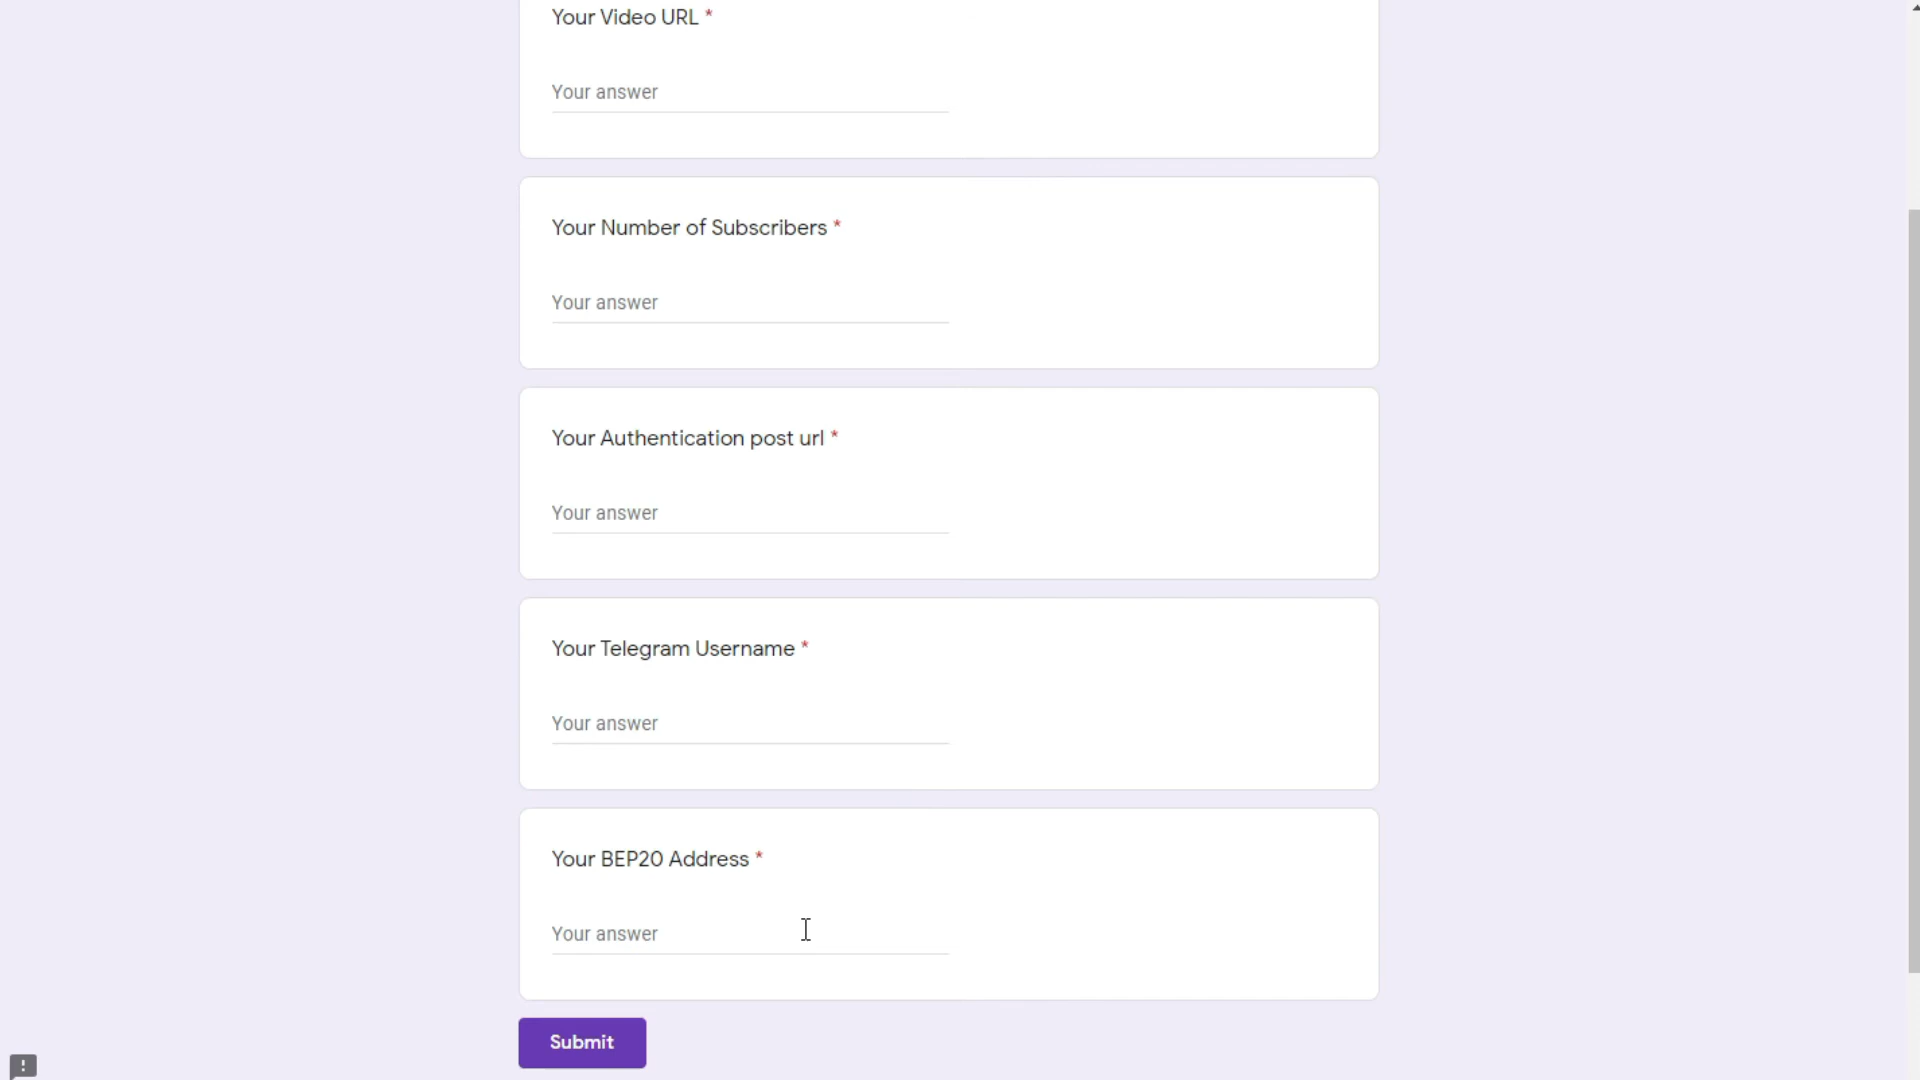 Your Video URL *
Your answer
Your Number of Subscribers *
Your answer
Your Authentication post url *
Your answer
Your Telegram Username *
Your answer
Your BEP20 Address *
Your answer
Submit
!